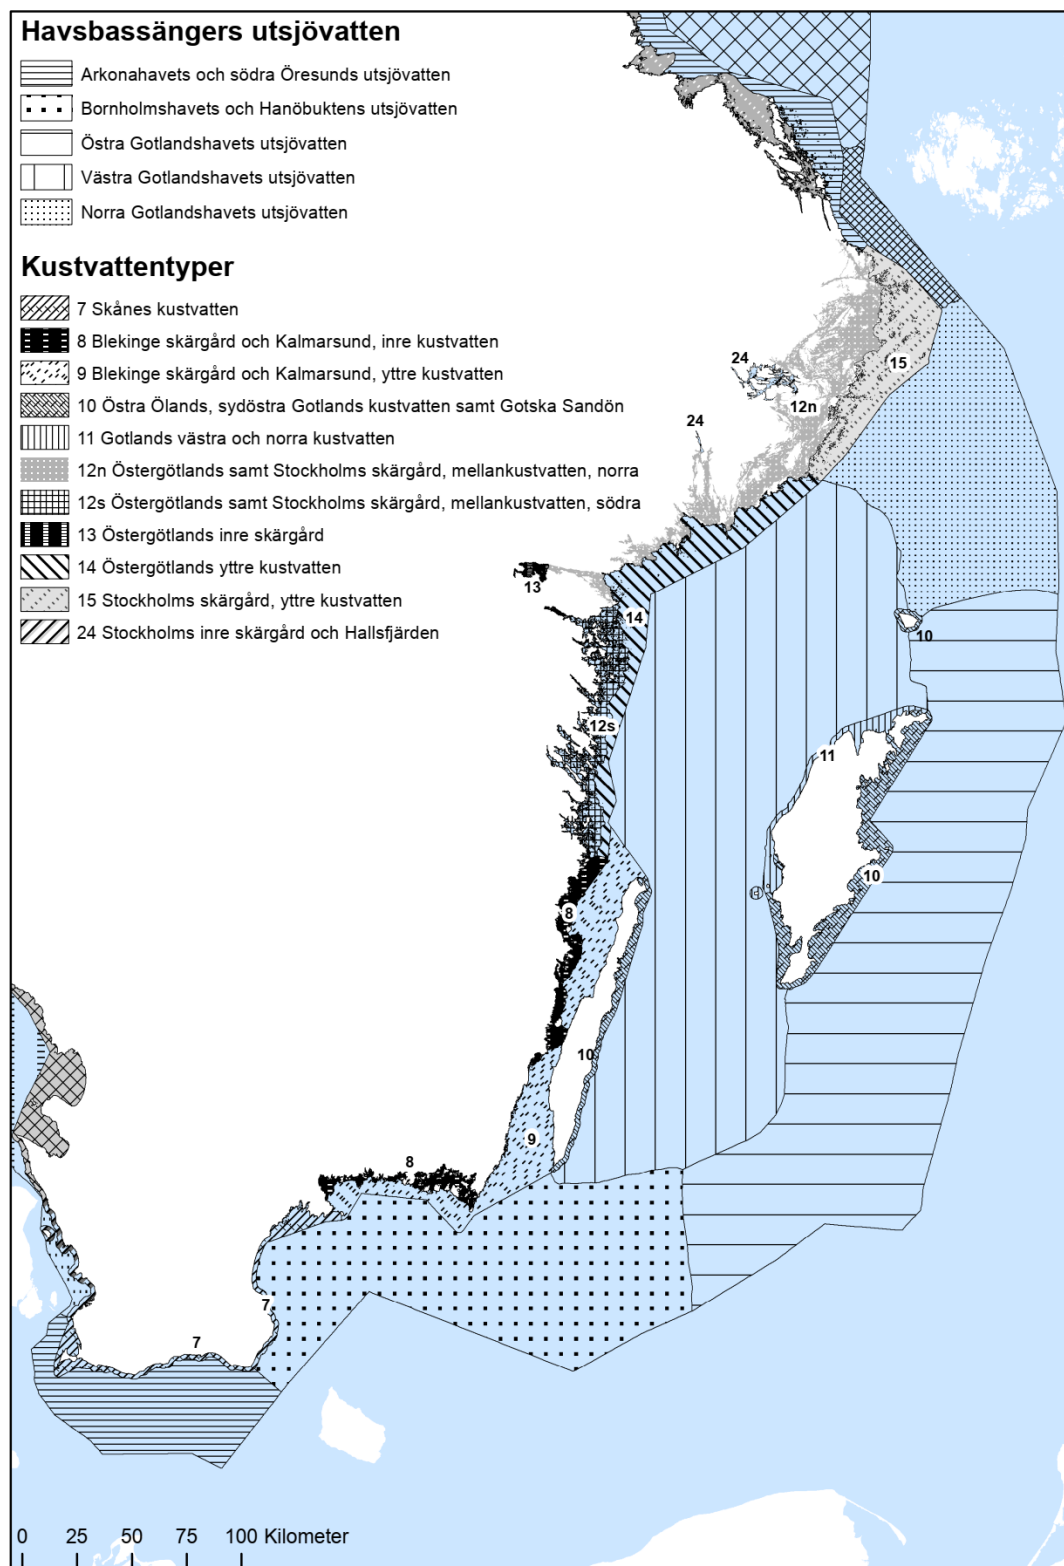 Havsbassängers utsjövatten
Arkonahavets och södra Öresunds utsjövatten
Bornholmshavets och Hanöbuktens utsjövatten
Östra Gotlandshavets utsjövatten
Västra Gotlandshavets utsjövatten
Norra Gotlandshavets utsjövatten
Kustvattentyper
7 Skånes kustvatten
8 Blekinge skärgård och Kalmarsund, inre kustvatten
9 Blekinge skärgård och Kalmarsund, yttre kustvatten
10 Östra Ölands, sydöstra Gotlands kustvatten samt Gotska Sandön
11 Gotlands västra och norra kustvatten
12n Östergötlands samt Stockholms skärgård, mellankustvatten, norra
12s Östergötlands samt Stockholms skärgård, mellankustvatten, södra
13 Östergötlands inre skärgård
14 Östergötlands yttre kustvatten
15 Stockholms skärgård, yttre kustvatten
24 Stockholms inre skärgård och Hallsfjärden
24
15
12n
24
13
14
10
12s
11
10
8
10
9
8
7
7
0 25 50 75 100 Kilometer